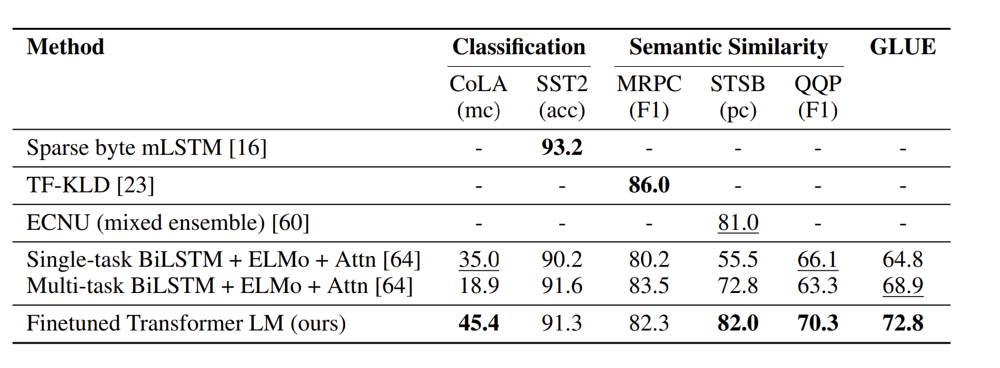 Method Classification Semantic Similarity GLUE
CoLA SST2 MRPC STSB QQP
(mc) (acc) (F1) (pc) (F1)
Sparse byte mLSTM [16] - 93.2 - - - -
TF-KLD [23] - - 86.0 - - -
ECNU (mixed ensemble) [60] - - - 81.0 - -
Single-task BiLSTM + ELMo + Attn [64] 35.0 90.2 80.2 55.5 66.1 64.8
Multi-task BiLSTM + ELMo + Attn [64] 18.9 91.6 83.5 72.8 63.3 68.9
Finetuned Transformer LM (ours) 45.4 91.3 82.3 82.0 70.3 72.8